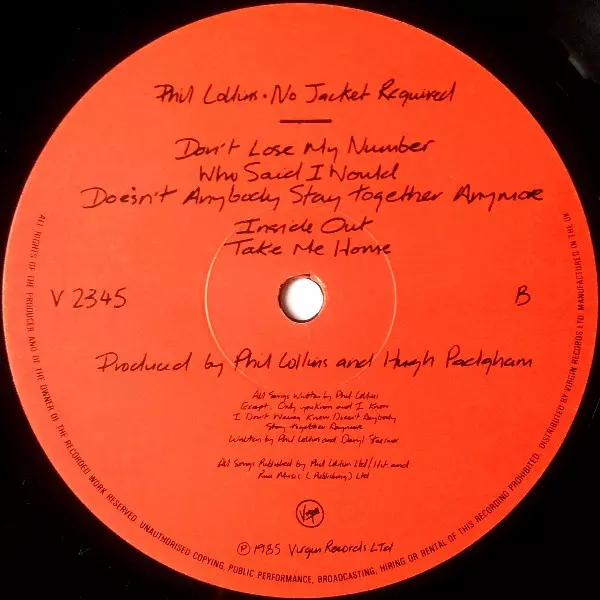 Phil Collins • No Jacket Required
Don't Lose My Number
Who Said I Would
Doesn't Anybody Stay Together Anymore
Inside Out
Take Me Home
V 2345
B
Produced by Phil Collins and Hugh Padgham
All Songs Written by Phil Collins
Except. Only you Know and I Know
I Don't Wanna Know Doesn't Anybody
Stay together Anymore
Written by Phil Collins and Daryl Stuermer
All Songs Published by Phil Collins Ltd/Hit and
Run Music (Publishing) Ltd
Virgin
℗ 1985 Virgin Records Ltd
ALL RIGHTS OF THE PRODUCER AND OF THE OWNER OF THE RECORDED WORK RESERVED. UNAUTHORISED COPYING, PUBLIC PERFORMANCE, BROADCASTING, HIRING OR RENTAL OF THIS RECORDING PROHIBITED. DISTRIBUTED BY VIRGIN RECORDS LTD. MANUFACTURED IN THE UK